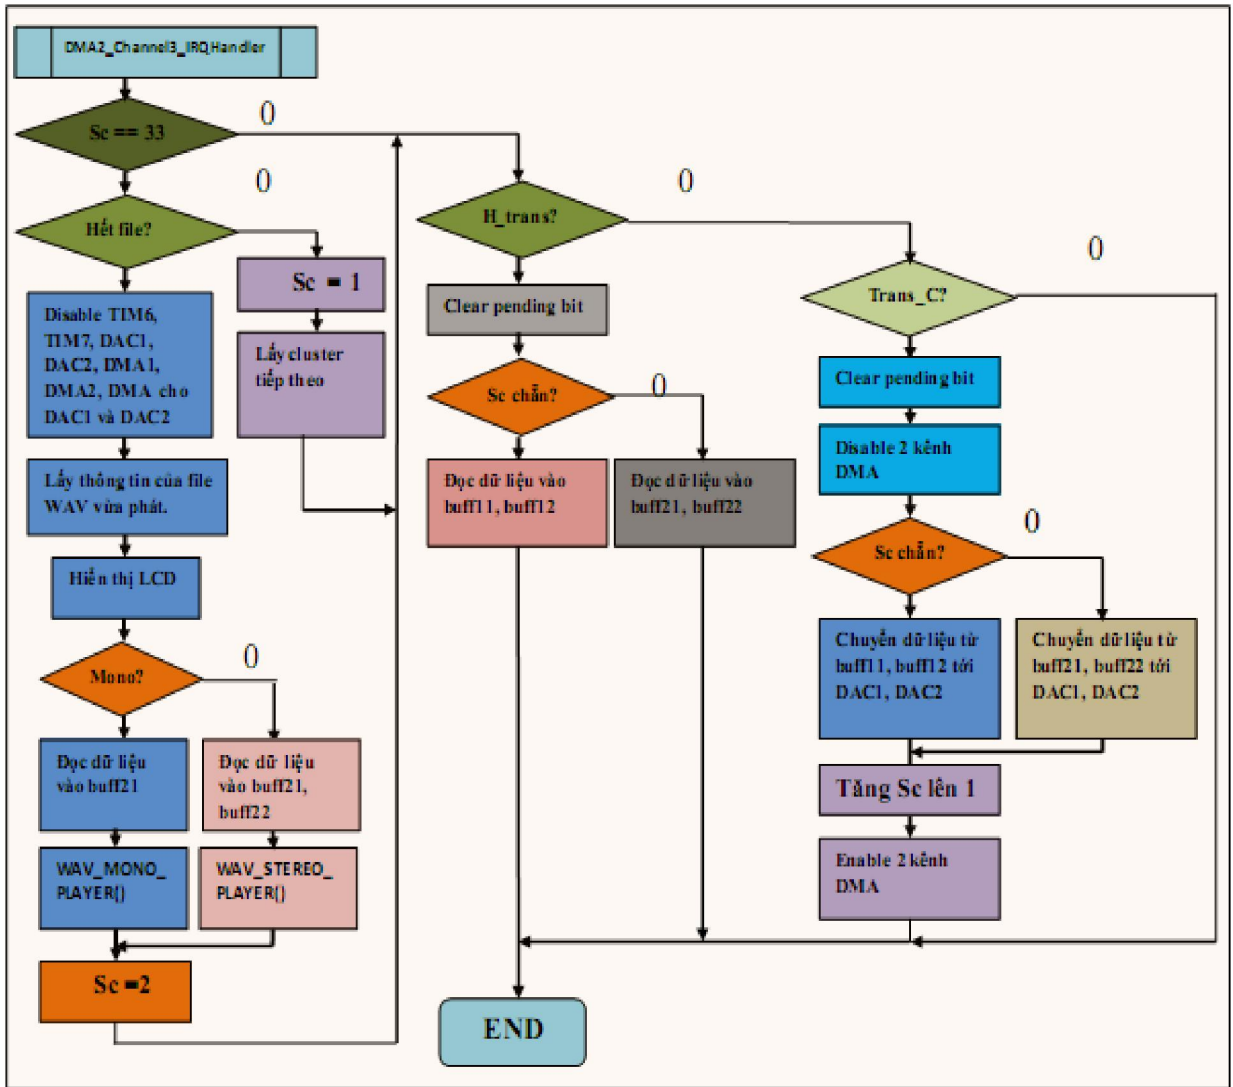 DMA2_Channel3_IRQHandler
Sc == 33
0
Hết file?
0
Disable TIM6,
TIM7, DAC1,
DAC2, DMA1,
DMA2, DMA cho
DAC1 và DAC2
Sc = 1
Lấy cluster
tiếp theo
Lấy thông tin của file
WAV vừa phát.
Hiển thị LCD
Mono?
0
Đọc dữ liệu
vào buff21
Đọc dữ liệu
vào buff21,
buff22
WAV_MONO_
PLAYER()
WAV_STEREO_
PLAYER()
Sc =2
H_trans?
0
Clear pending bit
Sc chẵn?
0
Đọc dữ liệu vào
buff11, buff12
Đọc dữ liệu vào
buff21, buff22
Trans_C?
0
Clear pending bit
Disable 2 kênh
DMA
Sc chẵn?
0
Chuyển dữ liệu từ
buff11, buff12 tới
DAC1, DAC2
Chuyển dữ liệu từ
buff21, buff22 tới
DAC1, DAC2
Tăng Sc lên 1
Enable 2 kênh
DMA
END